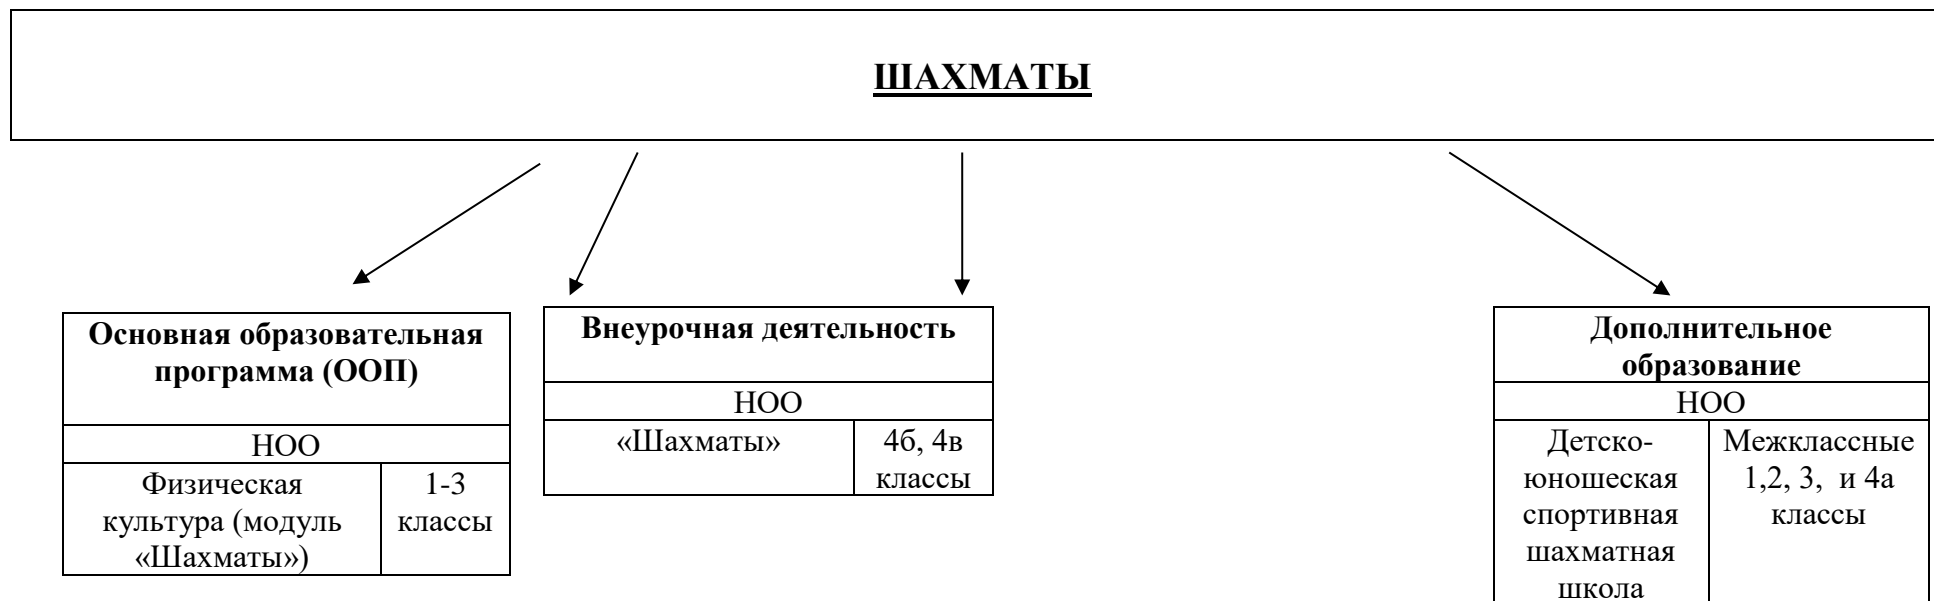 ШАХМАТЫ
Основная образовательная
программа (ООП)
НОО
Физическая
культура (модуль
«Шахматы»)
1-3
классы
Внеурочная деятельность
НОО
«Шахматы»
4б, 4в
классы
Дополнительное
образование
НОО
Детско-
юношеская
спортивная
шахматная
школа
Межклассные
1,2, 3,  и 4а
классы